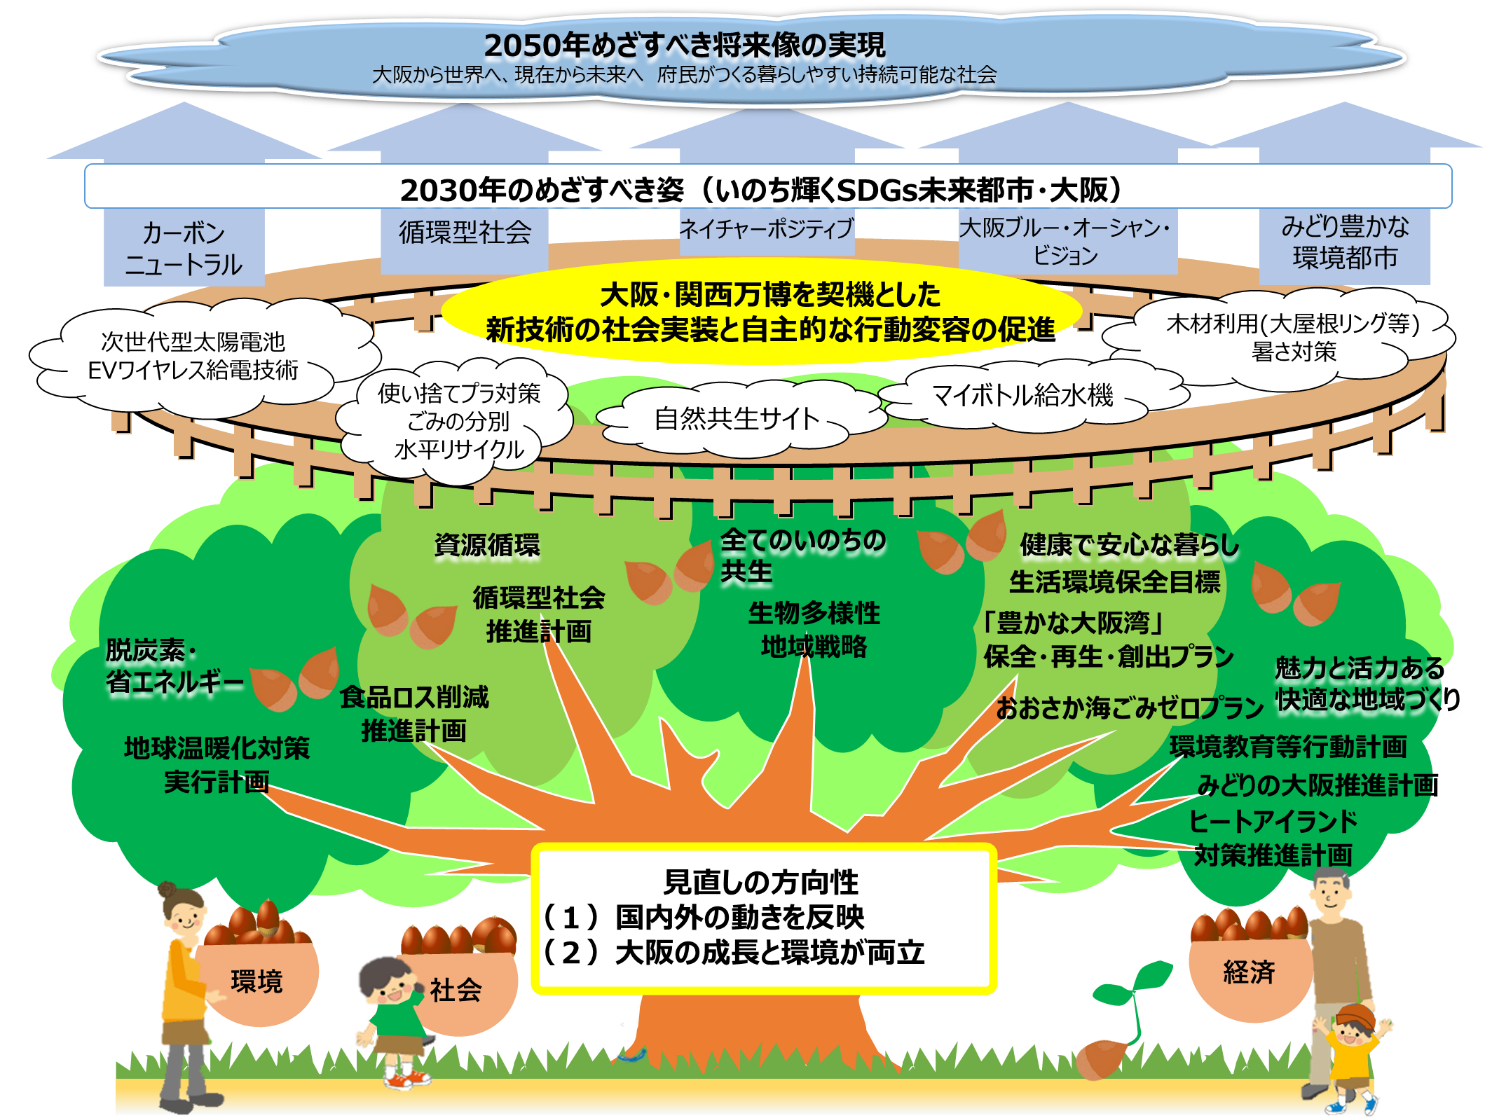 2050年めざすべき将来像の実現
大阪から世界へ、現在から未来へ 府民がつくる暮らしやすい持続可能な社会
2030年のめざすべき姿（いのち輝くSDGs未来都市・大阪）
カーボン
ニュートラル
循環型社会
ネイチャーポジティブ
大阪ブルー・オーシャン・
ビジョン
みどり豊かな
環境都市
大阪・関西万博を契機とした
新技術の社会実装と自主的な行動変容の促進
次世代型太陽電池
EVワイヤレス給電技術
使い捨てプラ対策
ごみの分別
水平リサイクル
自然共生サイト
マイボトル給水機
木材利用(大屋根リング等)
暑さ対策
脱炭素・
省エネルギー
地球温暖化対策
実行計画
資源循環
循環型社会
推進計画
食品ロス削減
推進計画
全てのいのちの
共生
生物多様性
地域戦略
健康で安心な暮らし
生活環境保全目標
「豊かな大阪湾」
保全・再生・創出プラン
おおさか海ごみゼロプラン
魅力と活力ある
快適な地域づくり
環境教育等行動計画
みどりの大阪推進計画
ヒートアイランド
対策推進計画
見直しの方向性
（１）国内外の動きを反映
（２）大阪の成長と環境が両立
環境
社会
経済